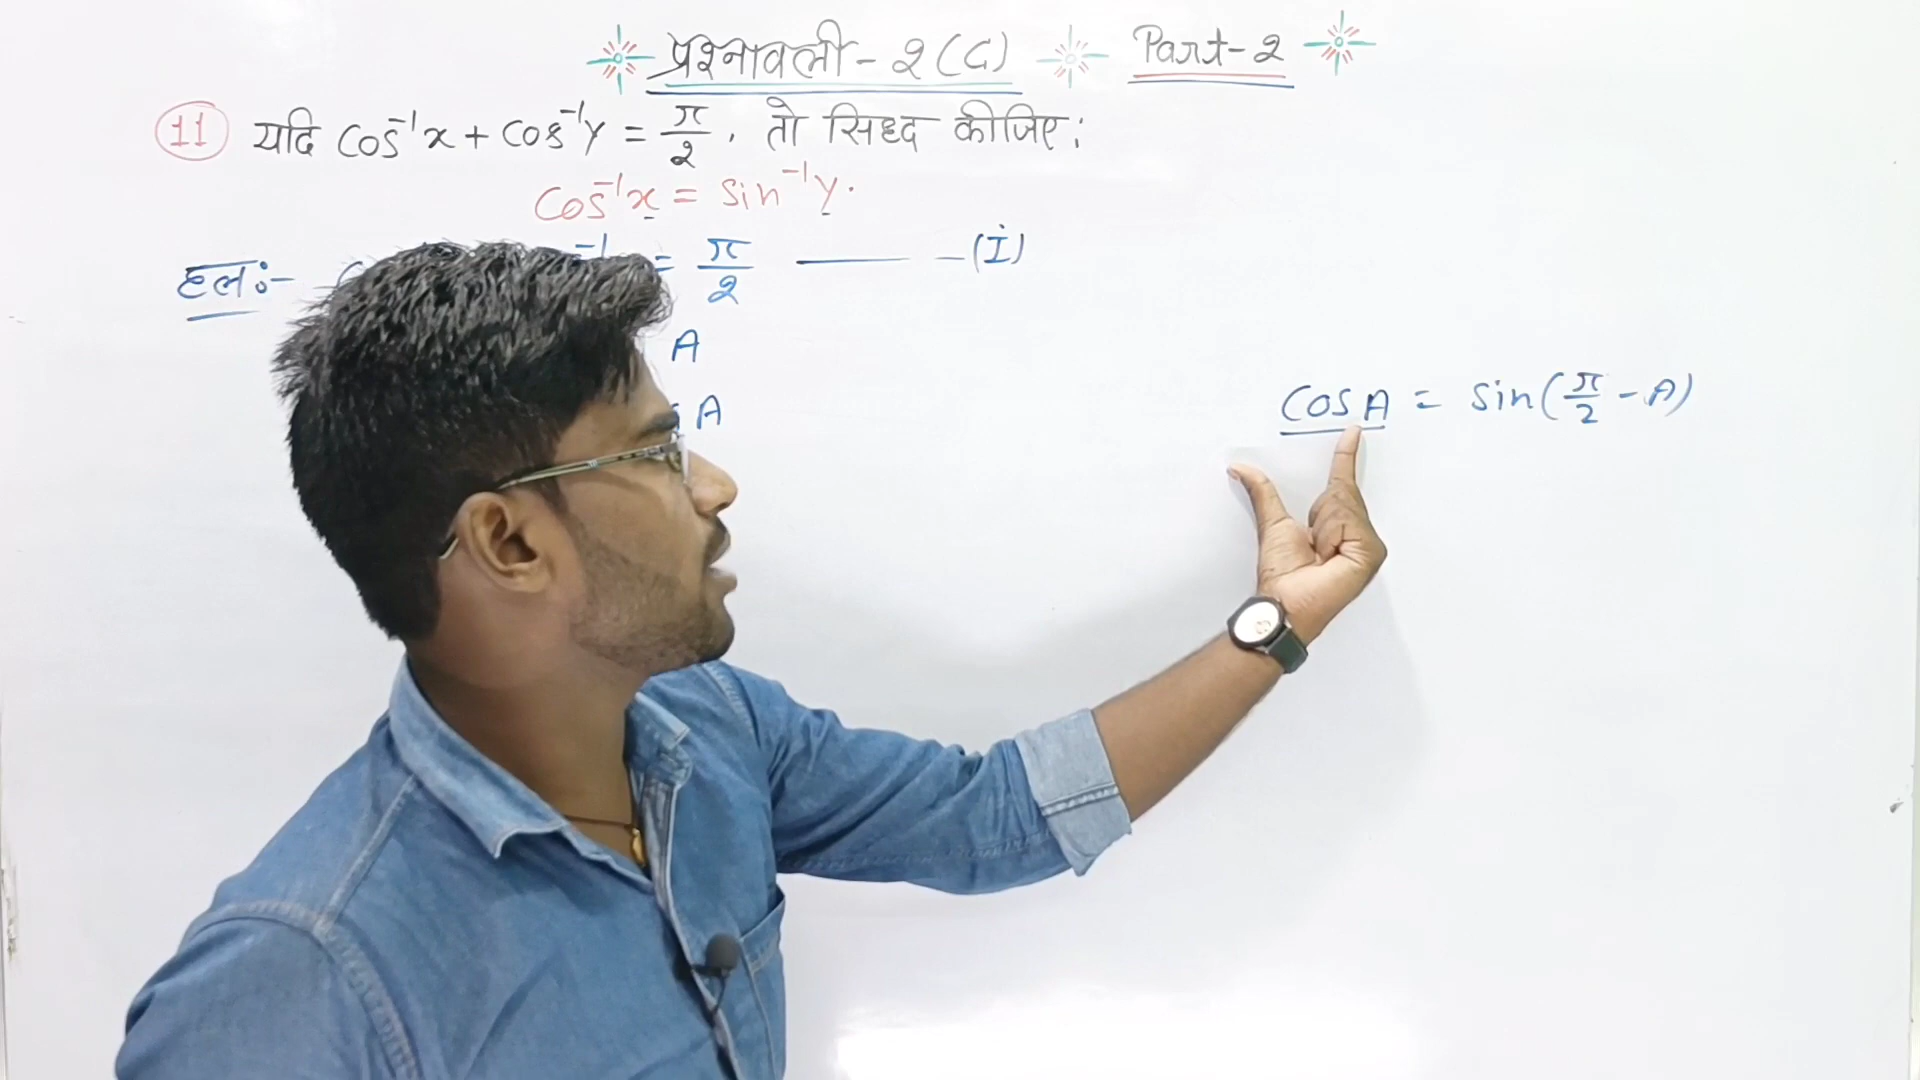 प्रश्नावली - 2 (C) Part-2
11 यदि Cos⁻¹x + Cos⁻¹y = π/2 , तो सिध्द कीजिए :
Cos⁻¹x = Sin⁻¹y.
हल :- = π/2 —— - (I)
A
A
COSA = Sin(π/2 - A)